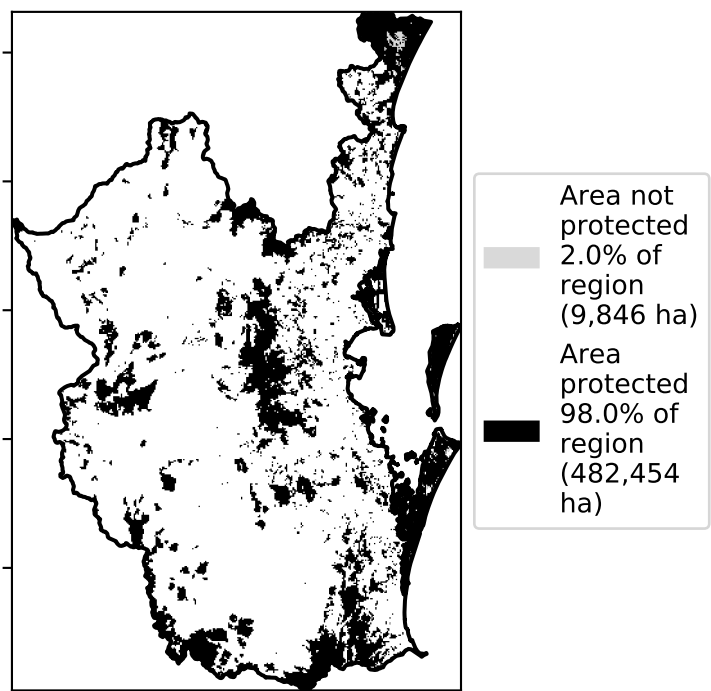 Area not
protected
2.0% of
region
(9,846 ha)
Area
protected
98.0% of
region
(482,454
ha)